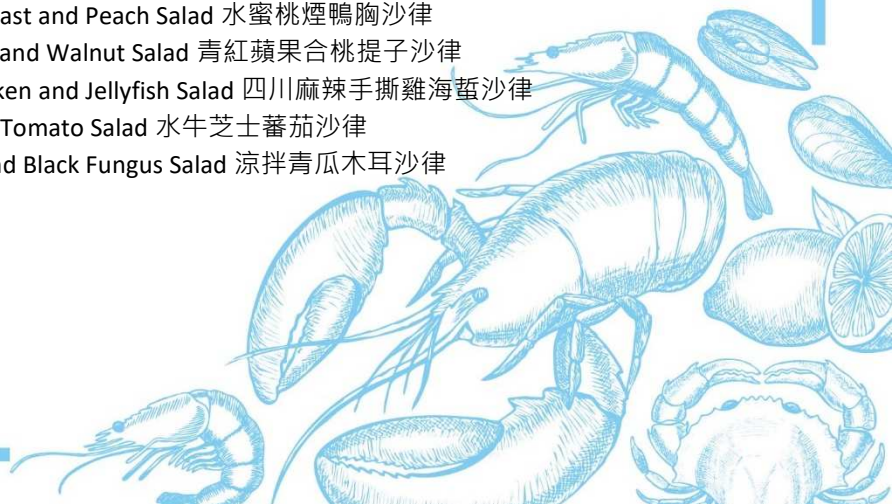 ast and Peach Salad 水蜜桃煙鴨胸沙律
and Walnut Salad 青紅蘋果合桃提子沙律
ken and Jellyfish Salad 四川麻辣手撕雞海蜇沙律
Tomato Salad 水牛芝士蕃茄沙律
d Black Fungus Salad 涼拌青瓜木耳沙律